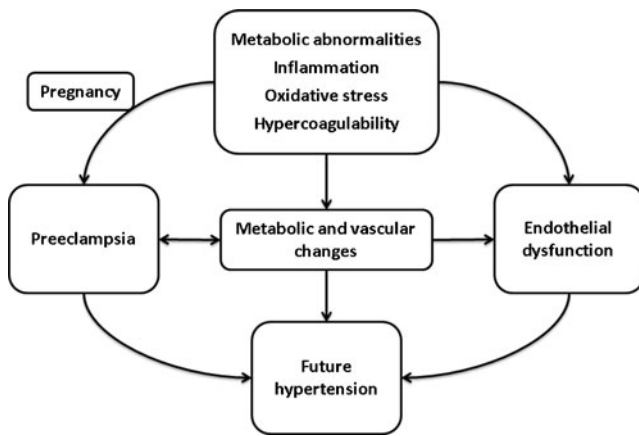 Metabolic abnormalities
Inflammation
Oxidative stress
Hypercoagulability
Pregnancy
Preeclampsia
Metabolic and vascular
changes
Endothelial
dysfunction
Future
hypertension